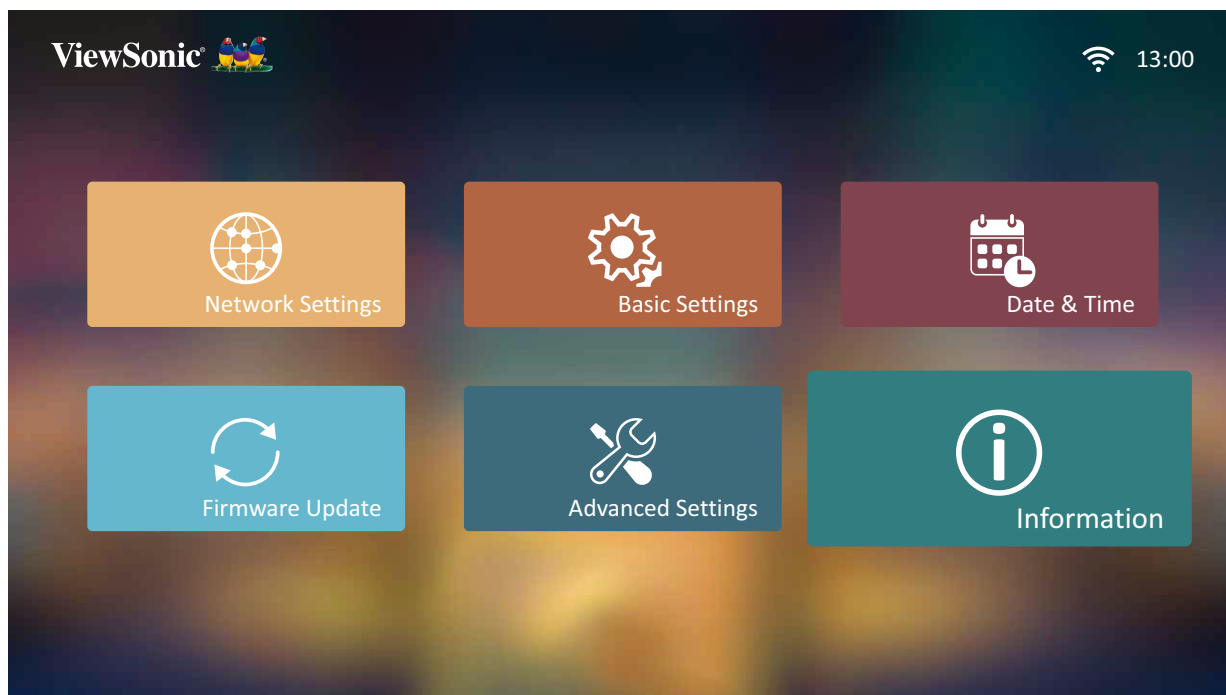 ViewSonic®
13:00
Network Settings
Basic Settings
Date & Time
Firmware Update
Advanced Settings
Information